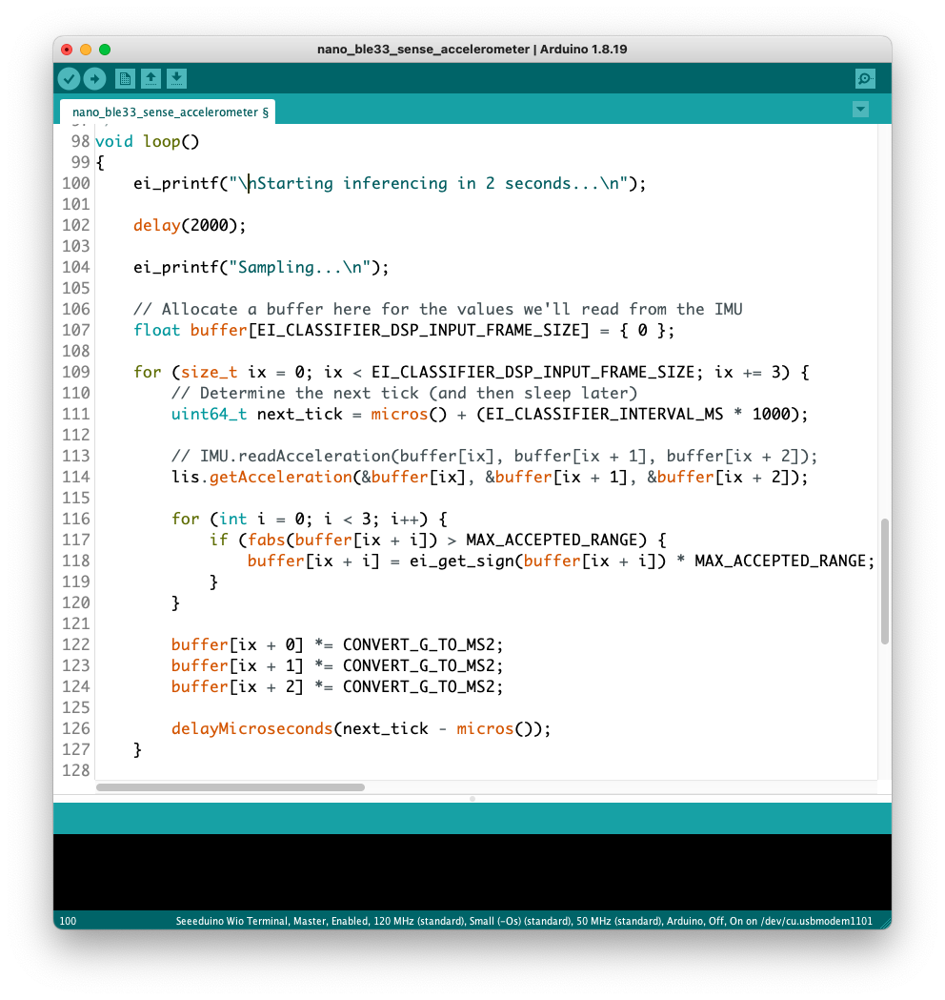 nano_ble33_sense_accelerometer | Arduino 1.8.19
nano_ble33_sense_accelerometer §
98 void loop()
99 {
100     ei_printf("\nStarting inferencing in 2 seconds...\n");
101
102     delay(2000);
103
104     ei_printf("Sampling...\n");
105
106     // Allocate a buffer here for the values we'll read from the IMU
107     float buffer[EI_CLASSIFIER_DSP_INPUT_FRAME_SIZE] = { 0 };
108
109     for (size_t ix = 0; ix < EI_CLASSIFIER_DSP_INPUT_FRAME_SIZE; ix += 3) {
110         // Determine the next tick (and then sleep later)
111         uint64_t next_tick = micros() + (EI_CLASSIFIER_INTERVAL_MS * 1000);
112
113         // IMU.readAcceleration(buffer[ix], buffer[ix + 1], buffer[ix + 2]);
114         lis.getAcceleration(&buffer[ix], &buffer[ix + 1], &buffer[ix + 2]);
115
116         for (int i = 0; i < 3; i++) {
117             if (fabs(buffer[ix + i]) > MAX_ACCEPTED_RANGE) {
118                 buffer[ix + i] = ei_get_sign(buffer[ix + i]) * MAX_ACCEPTED_RANGE;
119             }
120         }
121
122         buffer[ix + 0] *= CONVERT_G_TO_MS2;
123         buffer[ix + 1] *= CONVERT_G_TO_MS2;
124         buffer[ix + 2] *= CONVERT_G_TO_MS2;
125
126         delayMicroseconds(next_tick - micros());
127     }
128
100 Seeeduino Wio Terminal, Master, Enabled, 120 MHz (standard), Small (-Os) (standard), 50 MHz (standard), Arduino, Off, On on /dev/cu.usbmodem1101